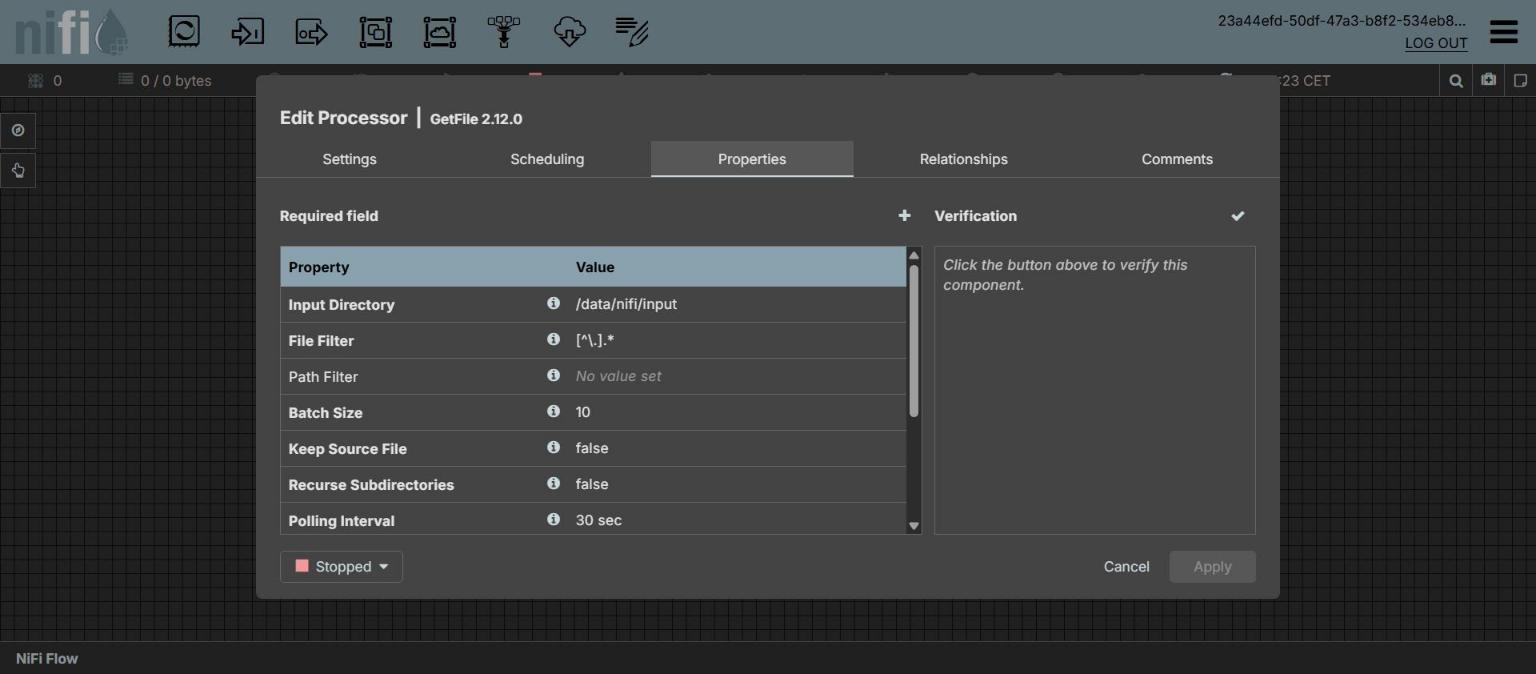 nifi
23a44efd-50df-47a3-b8f2-534eb8...
LOG OUT
0
0 / 0 bytes
:23 CET
Edit Processor | GetFile 2.12.0
Settings
Scheduling
Properties
Relationships
Comments
Required field
Verification
Property Value
Input Directory /data/nifi/input
File Filter [^\.].*
Path Filter No value set
Batch Size 10
Keep Source File false
Recurse Subdirectories false
Polling Interval 30 sec
Click the button above to verify this
component.
Stopped
Cancel
Apply
NiFi Flow